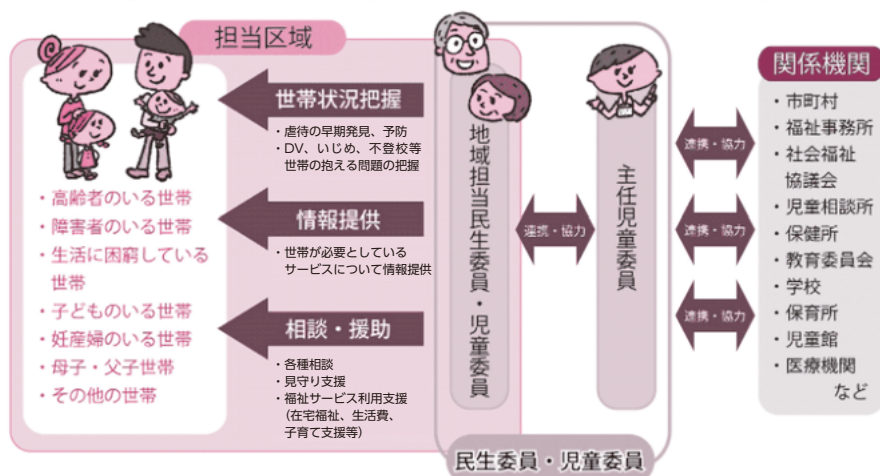 担当区域
・高齢者のいる世帯
・障害者のいる世帯
・生活に困窮している
世帯
・子どものいる世帯
・妊産婦のいる世帯
・母子・父子世帯
・その他の世帯
世帯状況把握
・虐待の早期発見、予防
・DV、いじめ、不登校等
世帯の抱える問題の把握
情報提供
・世帯が必要としている
サービスについて情報提供
相談・援助
・各種相談
・見守り支援
・福祉サービス利用支援
(在宅福祉、生活費、
子育て支援等)
地域担当民生委員・児童委員
連携・協力
主任児童委員
民生委員・児童委員
連携・協力
連携・協力
連携・協力
関係機関
・市町村
・福祉事務所
・社会福祉
協議会
・児童相談所
・保健所
・教育委員会
・学校
・保育所
・児童館
・医療機関
など